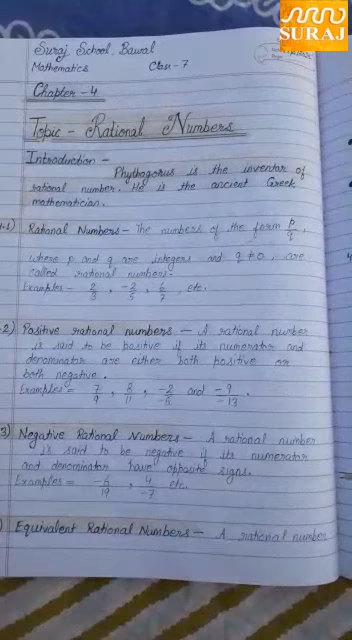 SURAJ
Suraj School, Bawal
Mathematics Class-7
Chapter-4
Topic - Rational Numbers
Introduction -
Phythagorus is the inventor of
rational number. He is the ancient Greek
mathematician.
.1) Rational Numbers - The numbers of the form p/q,
where p and q are integers and q ≠ 0, are
called rational numbers.
Examples - 2/3, -2/5, 6/7, etc.
2) Positive rational numbers - A rational number
is said to be positive if its numerator and
denominator are either both positive or
both negative.
Examples = 7/9, 8/11, -2/-5 and -9/-13.
3) Negative Rational Numbers - A rational number
is said to be negative if its numerator
and denominator have opposite signs.
Examples = -6/19, 4/-7 etc.
) Equivalent Rational Numbers - A rational number